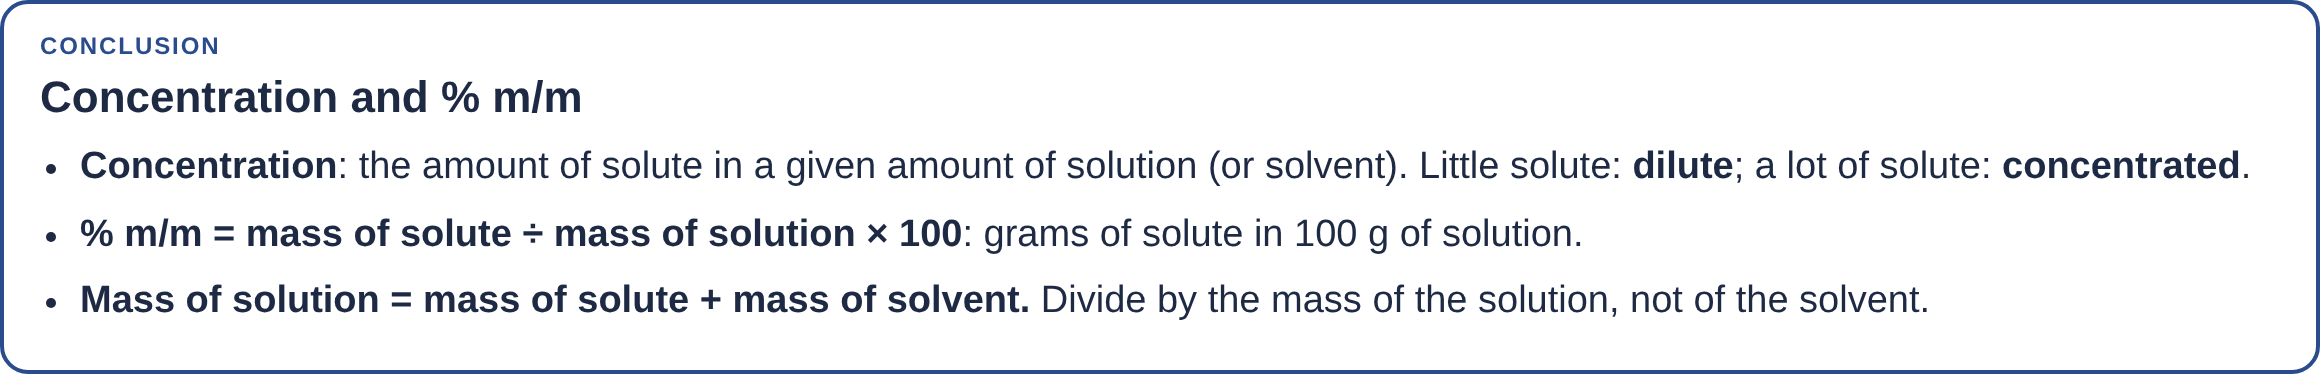 CONCLUSION
Concentration and % m/m
• Concentration: the amount of solute in a given amount of solution (or solvent). Little solute: dilute; a lot of solute: concentrated.
• % m/m = mass of solute ÷ mass of solution × 100: grams of solute in 100 g of solution.
• Mass of solution = mass of solute + mass of solvent. Divide by the mass of the solution, not of the solvent.